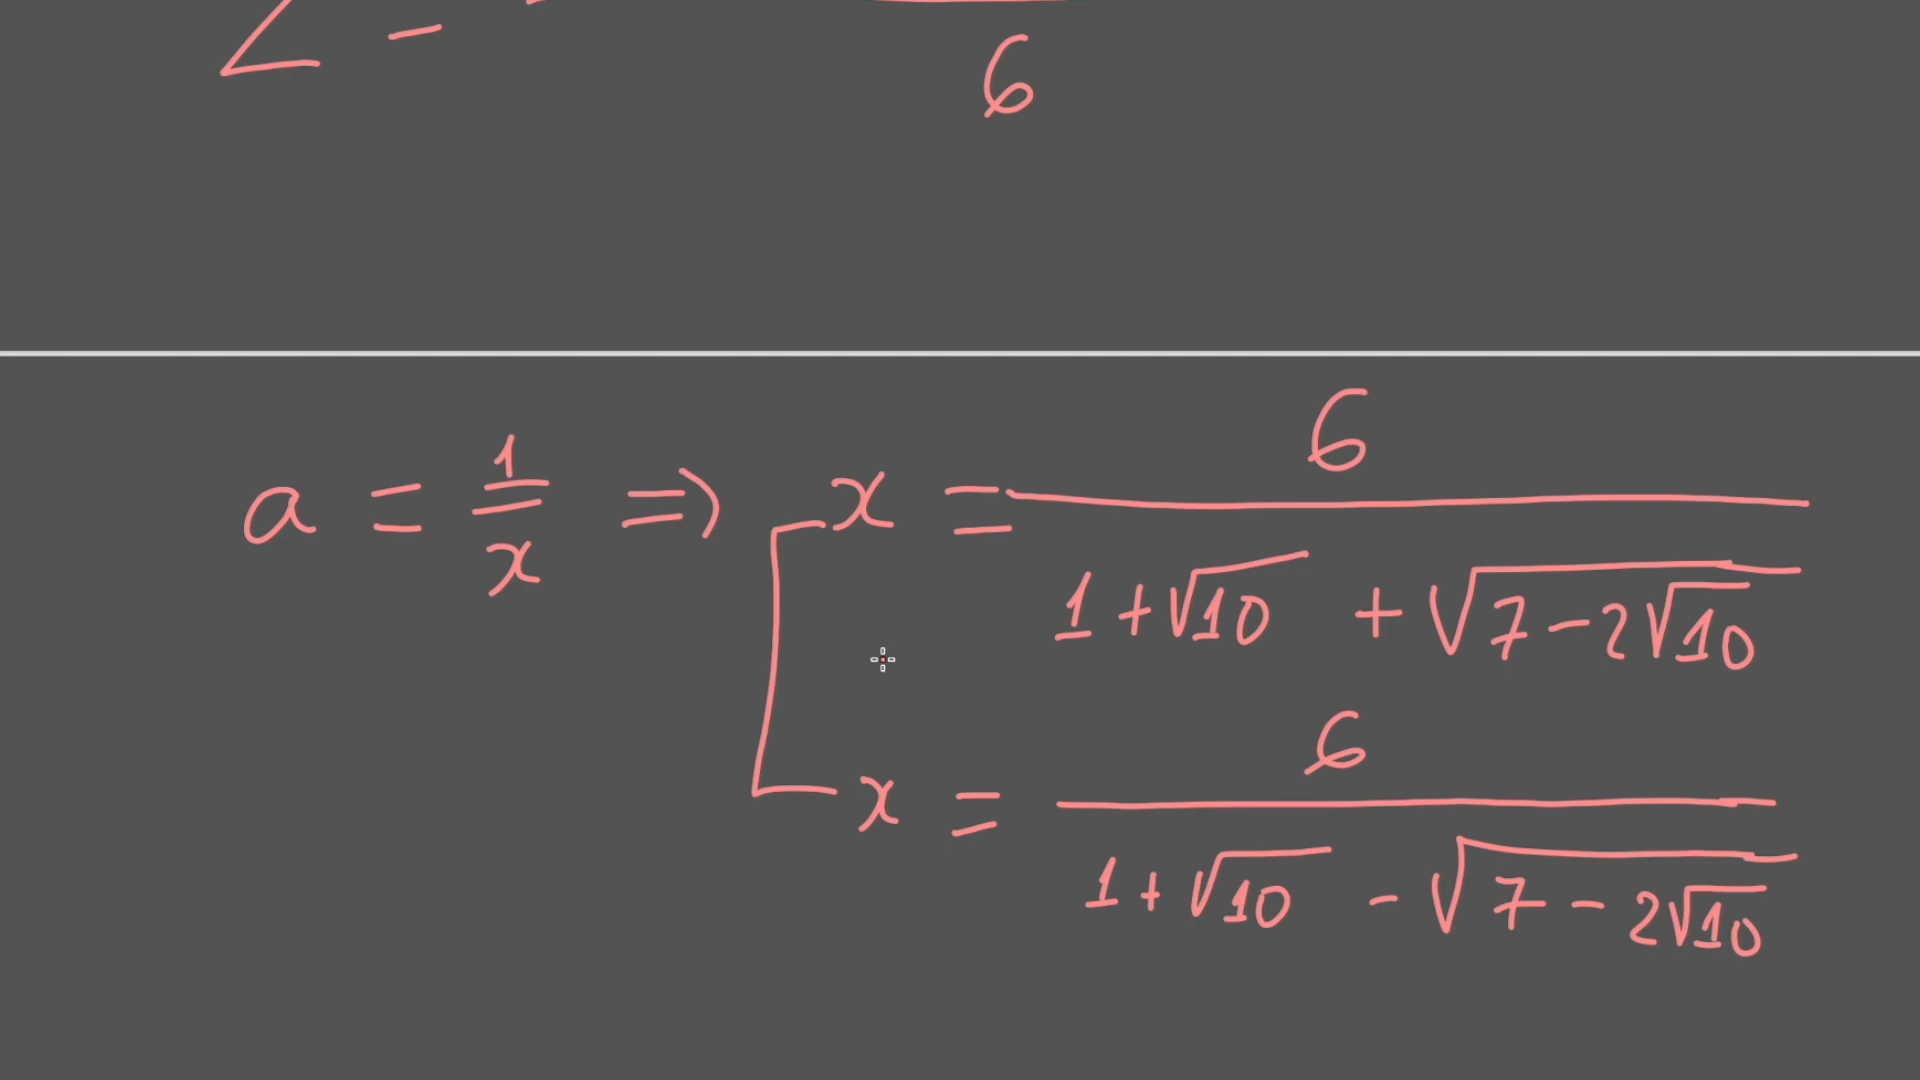 -
6
a = 1/x ⇒ x = 6/(1 + √10 + √(7 - 2√10))
x = 6/(1 + √10 - √(7 - 2√10))